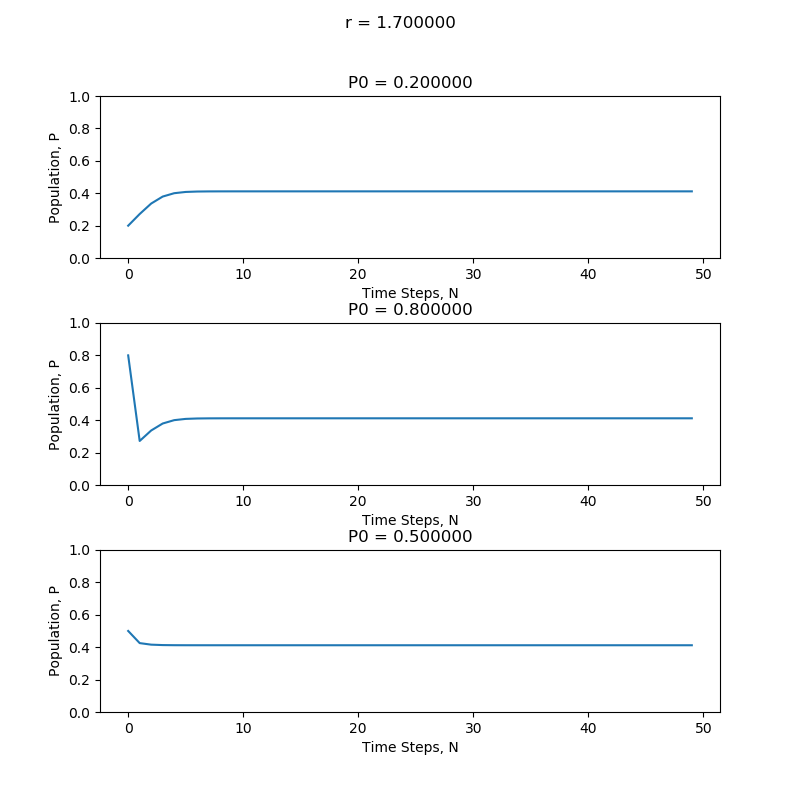 r = 1.700000
P0 = 0.200000
1.0
0.8
0.6
0.4
0.2
0.0
Population, P
0 10 20 30 40 50
Time Steps, N
P0 = 0.800000
1.0
0.8
0.6
0.4
0.2
0.0
Population, P
0 10 20 30 40 50
Time Steps, N
P0 = 0.500000
1.0
0.8
0.6
0.4
0.2
0.0
Population, P
0 10 20 30 40 50
Time Steps, N